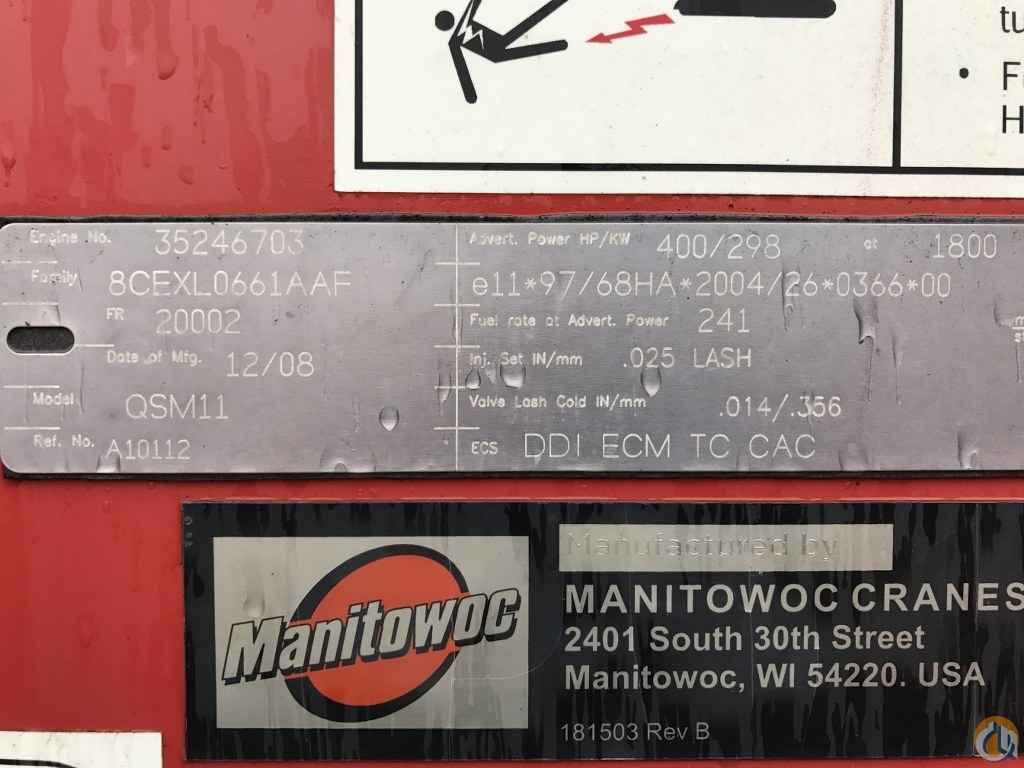 tu
• F
H
Engine No. 35246703
Family 8CEXL0661AAF
FR 20002
Date of Mfg. 12/08
Model QSM11
Ref. No. A10112
Advert. Power HP/KW 400/298 at 1800
e11*97/68HA*2004/26*0366*00
Fuel rate at Advert. Power 241
Inj. Set IN/mm .025 LASH
Valve Lash Cold IN/mm .014/.356
ECS DDI ECM TC CAC
Manitowoc
Manufactured by
MANITOWOC CRANES
2401 South 30th Street
Manitowoc, WI 54220. USA
181503 Rev B